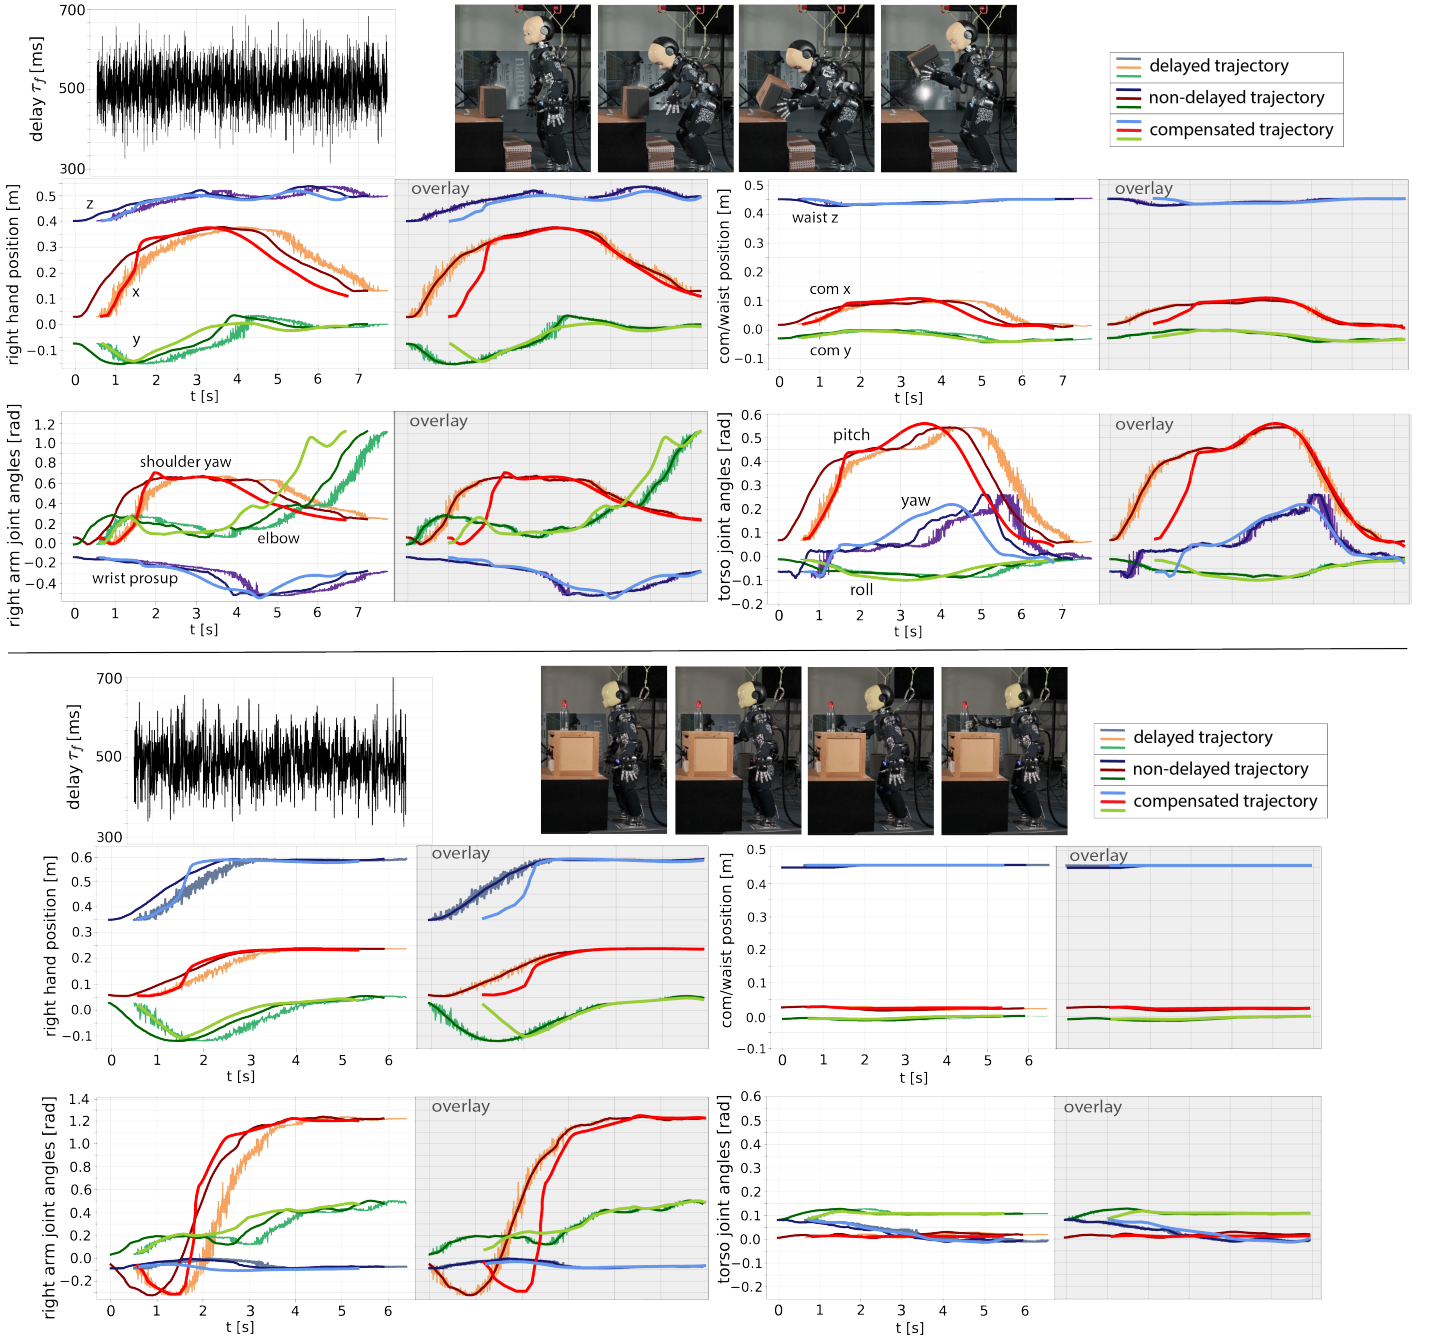 700
500
300
delay τf [ms]
delayed trajectory
non-delayed trajectory
compensated trajectory
right hand position [m]
0.5
0.4
0.3
0.2
0.1
0.0
−0.1
z
x
y
overlay
0 1 2 3 4 5 6 7
t [s]
com/waist position [m]
0.5
0.4
0.3
0.2
0.1
0.0
−0.1
waist z
com x
com y
overlay
0 1 2 3 4 5 6 7
t [s]
right arm joint angles [rad]
1.2
1.0
0.8
0.6
0.4
0.2
0.0
−0.2
−0.4
shoulder yaw
elbow
wrist prosup
overlay
0 1 2 3 4 5 6 7
t [s]
torso joint angles [rad]
0.6
0.5
0.4
0.3
0.2
0.1
0.0
−0.1
−0.2
pitch
yaw
roll
overlay
0 1 2 3 4 5 6 7
t [s]
700
500
300
delay τf [ms]
delayed trajectory
non-delayed trajectory
compensated trajectory
right hand position [m]
0.6
0.5
0.4
0.3
0.2
0.1
0.0
−0.1
overlay
0 1 2 3 4 5 6
t [s]
com/waist position [m]
0.5
0.4
0.3
0.2
0.1
0.0
−0.1
overlay
0 1 2 3 4 5 6
t [s]
right arm joint angles [rad]
1.4
1.2
1.0
0.8
0.6
0.4
0.2
0.0
−0.2
overlay
0 1 2 3 4 5 6
t [s]
torso joint angles [rad]
0.6
0.5
0.4
0.3
0.2
0.1
0.0
−0.1
−0.2
overlay
0 1 2 3 4 5 6
t [s]